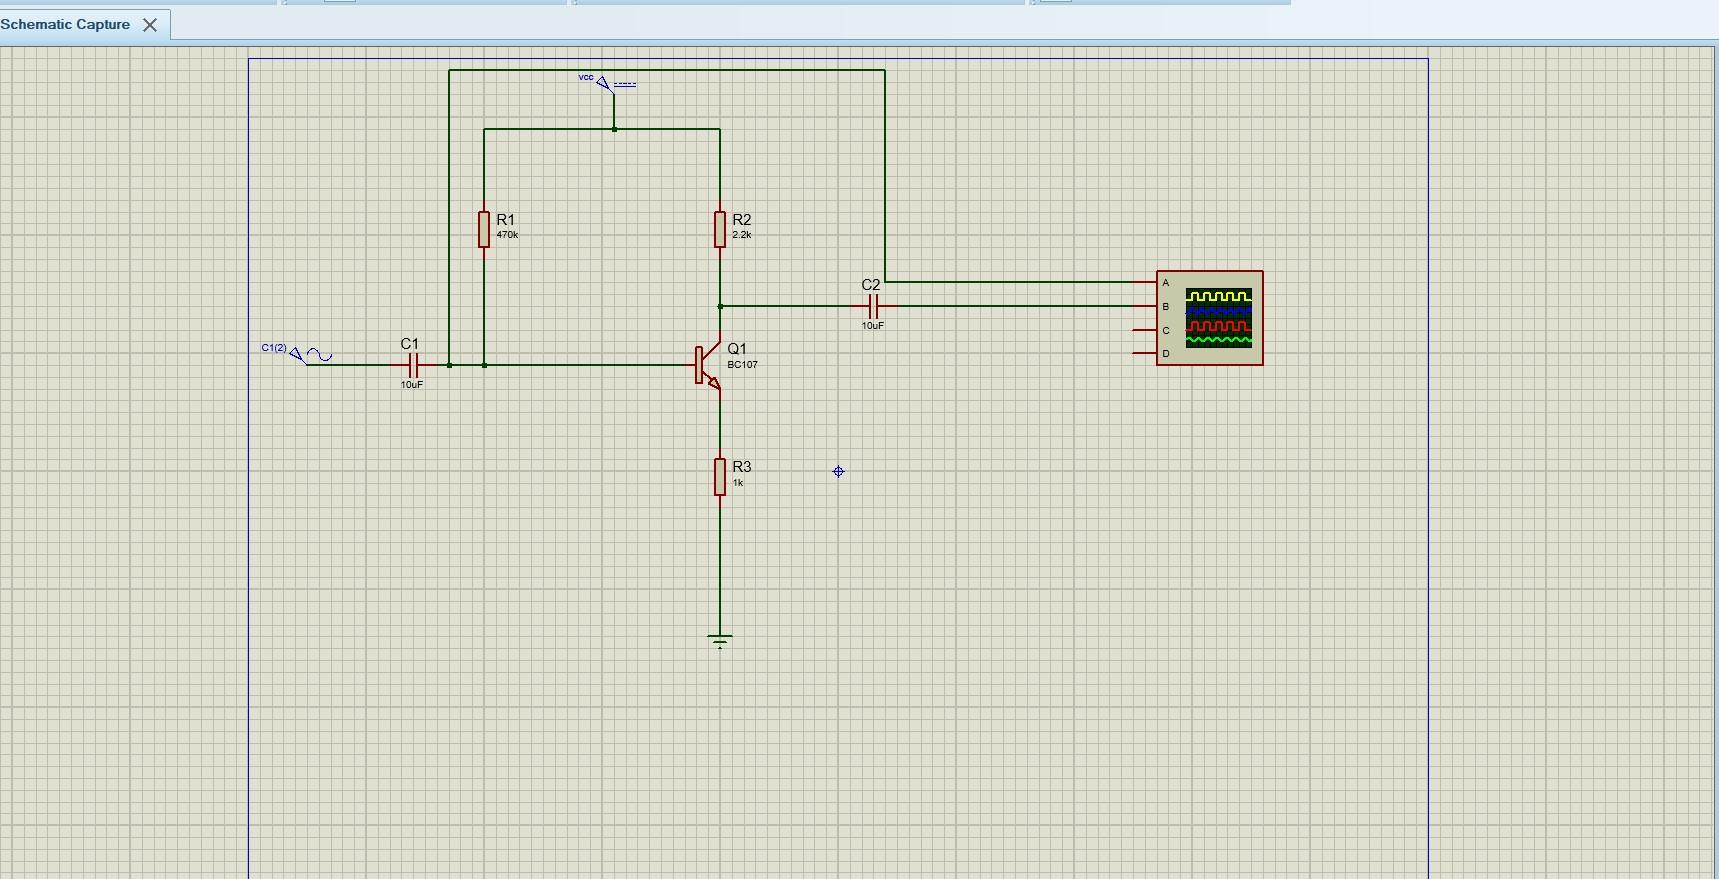 Schematic Capture
VCC
R1
470k
R2
2.2k
C1(2)
C1
10uF
C2
10uF
Q1
BC107
R3
1k
A
B
C
D